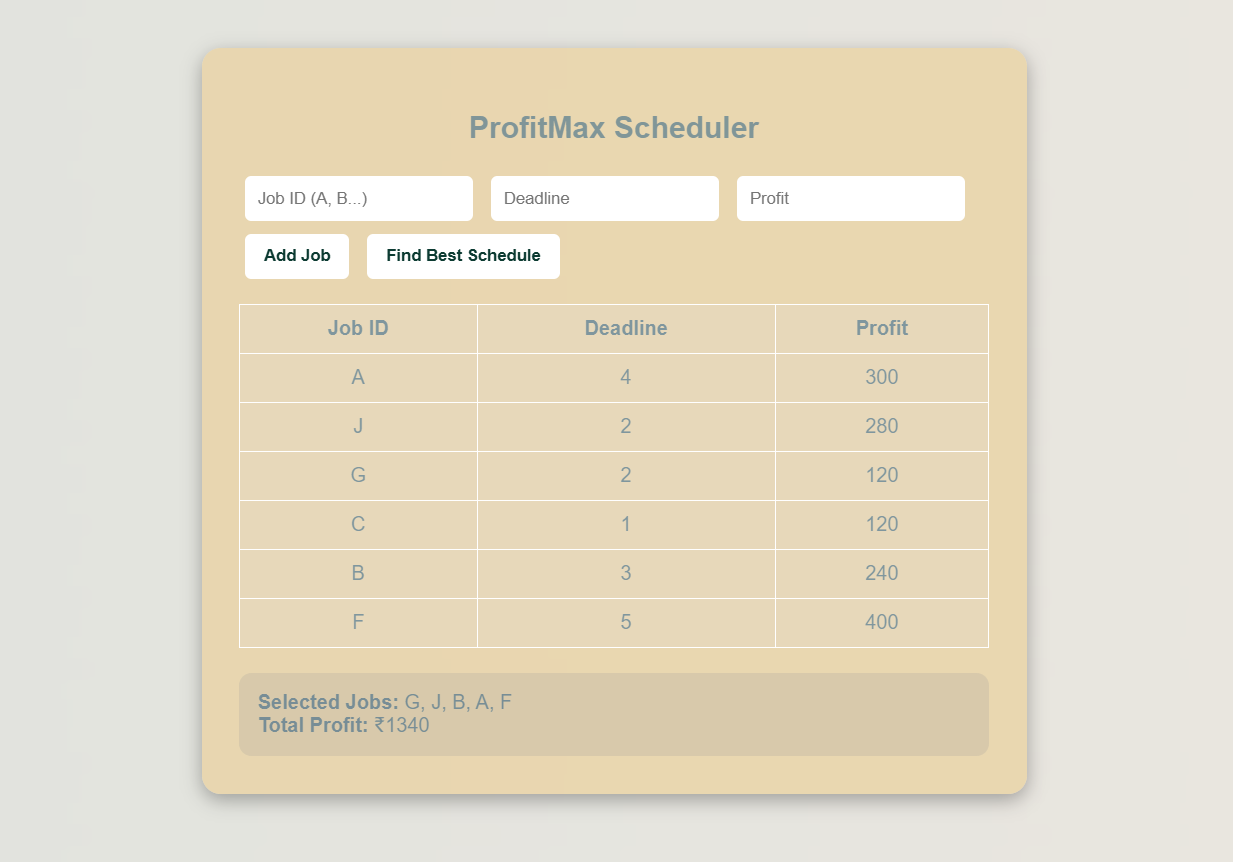 ProfitMax Scheduler
Job ID (A, B...) Deadline Profit
Add Job Find Best Schedule
Job ID Deadline Profit
A 4 300
J 2 280
G 2 120
C 1 120
B 3 240
F 5 400
Selected Jobs: G, J, B, A, F
Total Profit: ₹1340